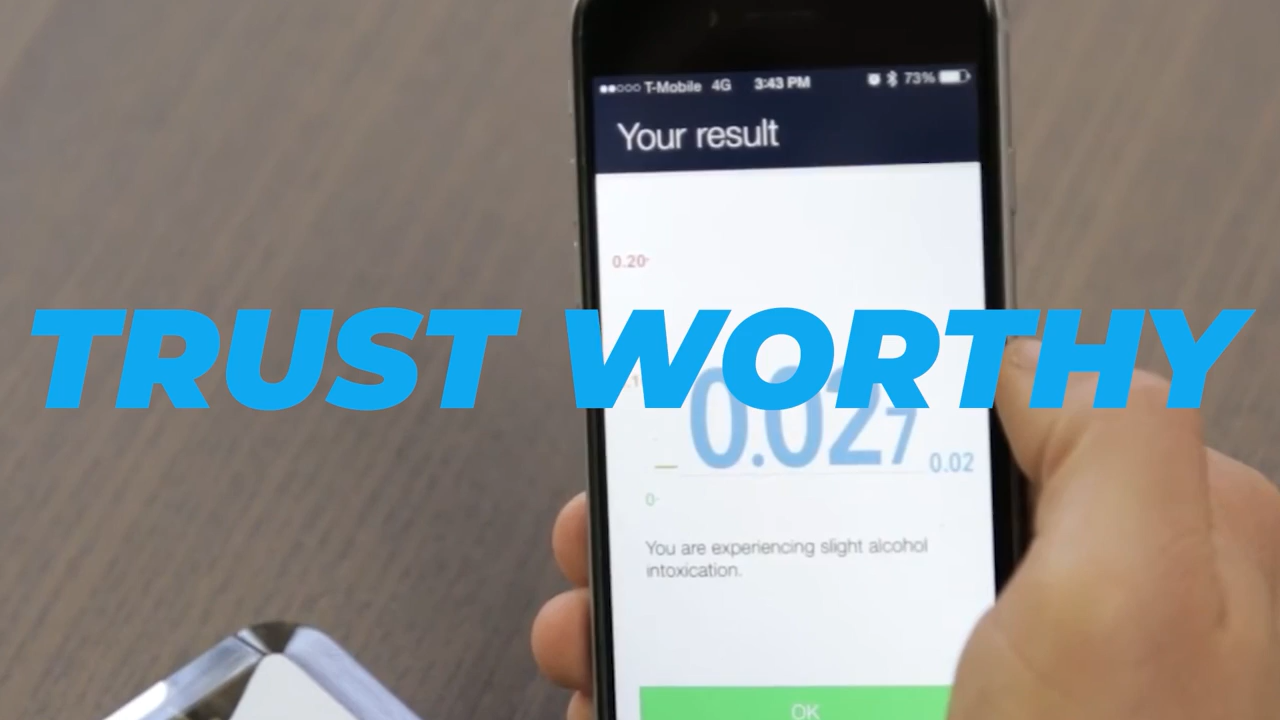 T-Mobile 4G 3:43 PM 73%
Your result
0.20
TRUST WORTHY
0.027
0.02
0
You are experiencing slight alcohol
intoxication.
OK